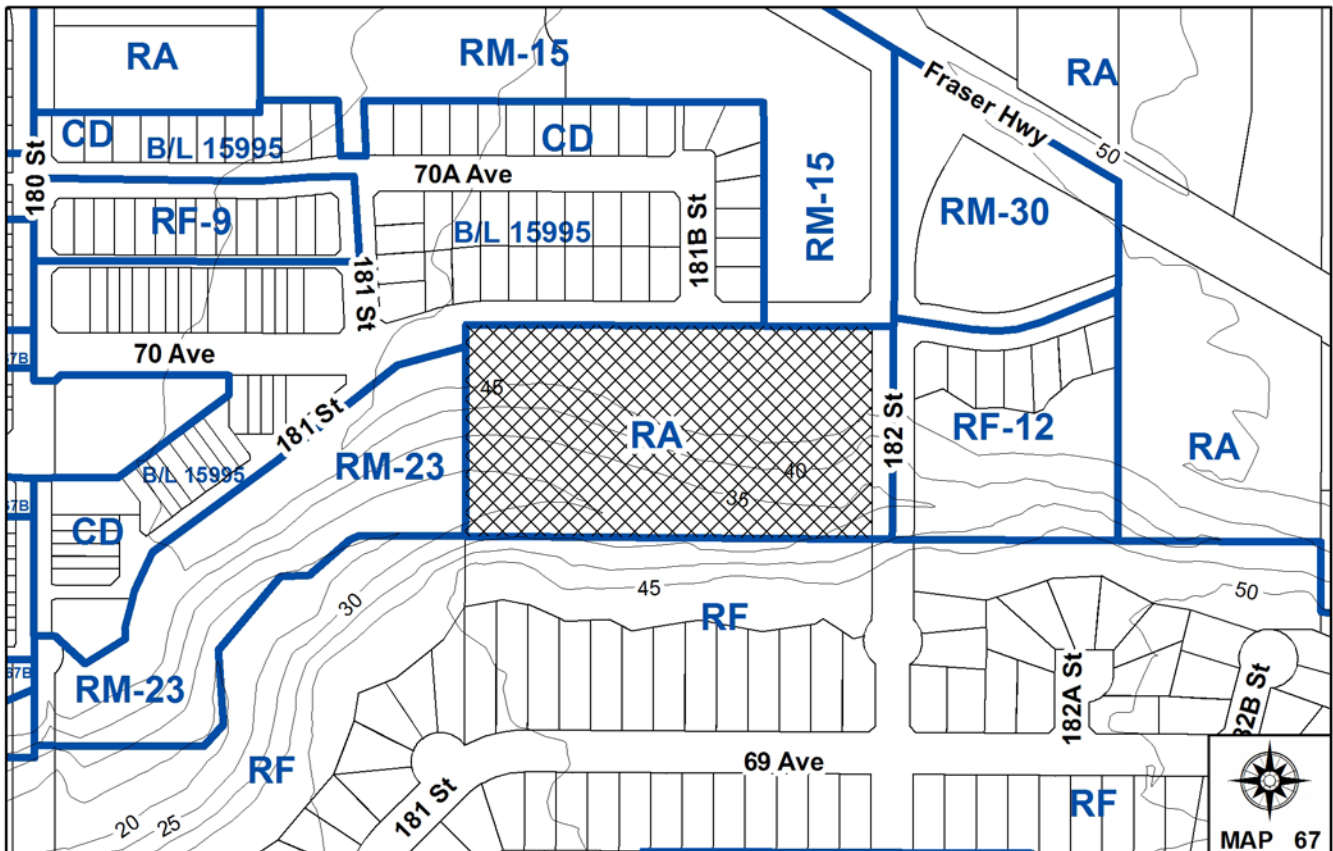 RA
RM-15
RA
Fraser Hwy
50
CD
B/L 15995
CD
180 St
70A Ave
RM-15
RM-30
RF-9
B/L 15995
181B St
181 St
70 Ave
45
RA
182 St
RF-12
RA
181 St
RM-23
40
35
B/L 15995
CD
30
45
RF
50
RM-23
182A St
RF
69 Ave
181 St
RF
20
25
MAP 67